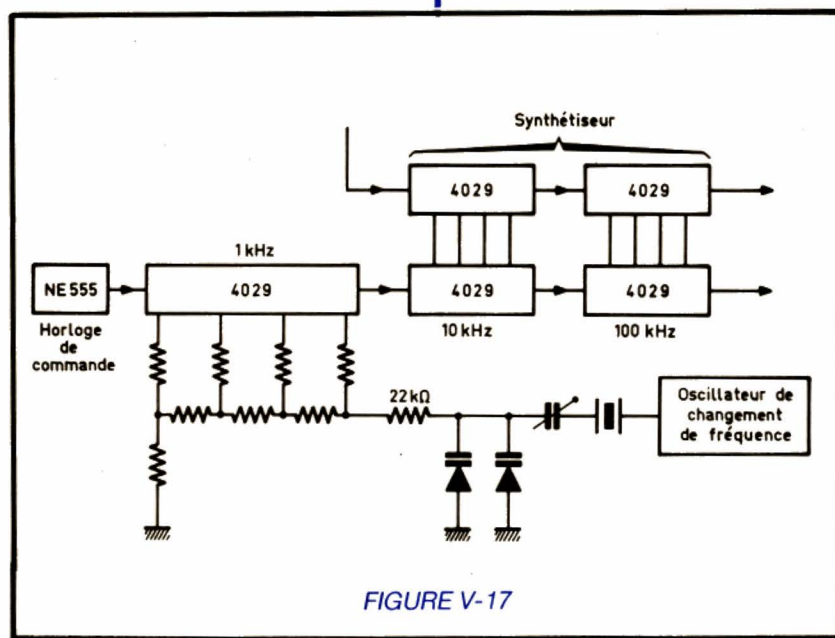 Synthétiseur
4029
4029
1 kHz
NE 555
4029
4029
4029
Horloge
de
commande
10 kHz
100 kHz
22 kΩ
Oscillateur de
changement
de fréquence
FIGURE V-17